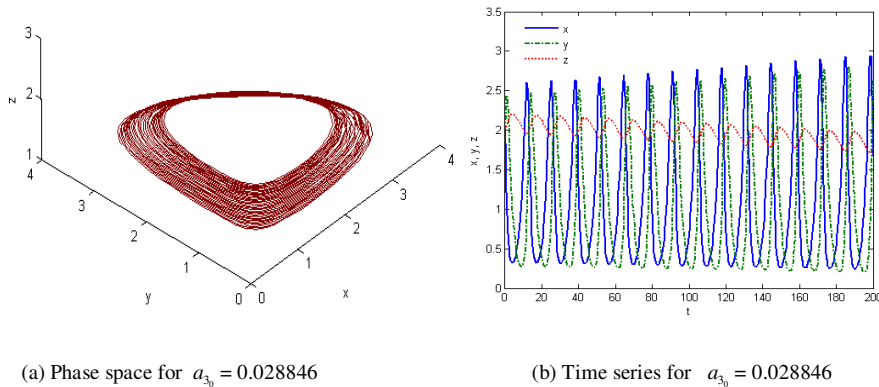 3
2
1
z
4
3
2
1
0
y
0
1
2
3
4
x
3.5
3
2.5
2
1.5
1
0.5
0
x, y, z
x
y
z
0 20 40 60 80 100 120 140 160 180 200
t
(a) Phase space for a₃₀ = 0.028846
(b) Time series for a₃₀ = 0.028846